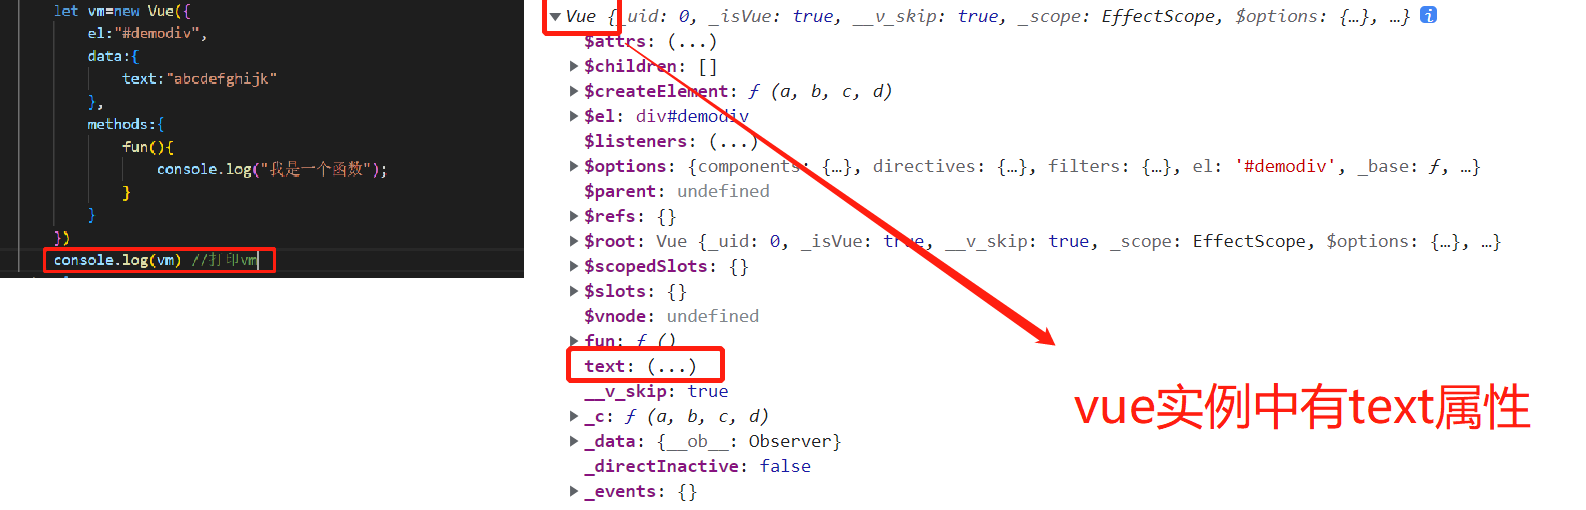 let vm=new Vue({
el:"#demodiv",
data:{
text:"abcdefghijk"
},
methods:{
fun(){
console.log("我是一个函数");
}
}
})
console.log(vm) //打印vm
Vue {_uid: 0, _isVue: true, __v_skip: true, _scope: EffectScope, $options: {…}, …}
$attrs: (...)
$children: []
$createElement: ƒ (a, b, c, d)
$el: div#demodiv
$listeners: (...)
$options: {components: {…}, directives: {…}, filters: {…}, el: '#demodiv', _base: ƒ, …}
$parent: undefined
$refs: {}
$root: Vue {_uid: 0, _isVue: true, __v_skip: true, _scope: EffectScope, $options: {…}, …}
$scopedSlots: {}
$slots: {}
$vnode: undefined
fun: ƒ ()
text: (...)
__v_skip: true
_c: ƒ (a, b, c, d)
_data: {__ob__: Observer}
_directInactive: false
_events: {}
vue实例中有text属性